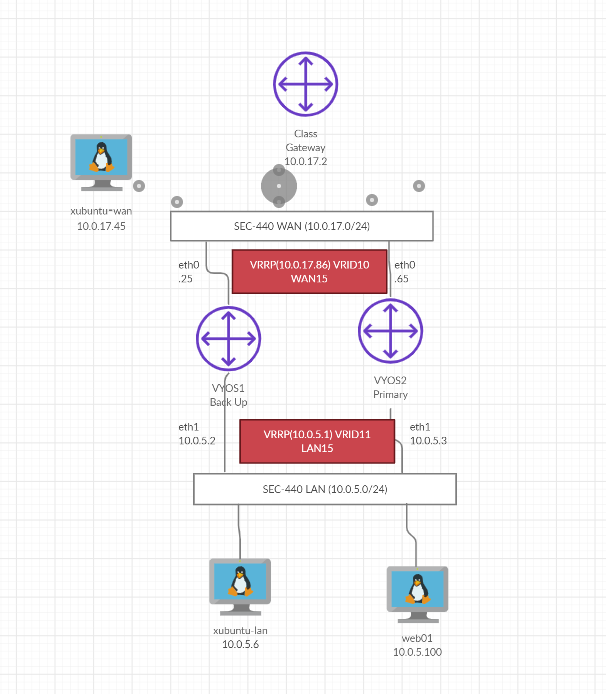 Class
Gateway
10.0.17.2
xubuntu-wan
10.0.17.45
SEC-440 WAN (10.0.17.0/24)
eth0
.25
VRRP(10.0.17.86) VRID10
WAN15
eth0
.65
VYOS1
Back Up
VYOS2
Primary
eth1
10.0.5.2
VRRP(10.0.5.1) VRID11
LAN15
eth1
10.0.5.3
SEC-440 LAN (10.0.5.0/24)
xubuntu-lan
10.0.5.6
web01
10.0.5.100